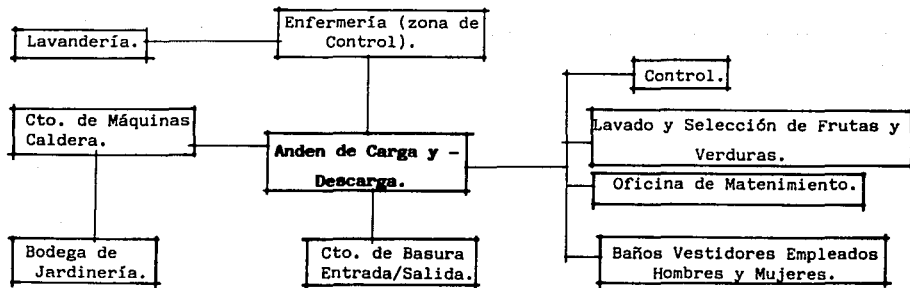 Enfermería (zona de
Control).
Lavandería.
Control.
Cto. de Máquinas
Caldera.
Anden de Carga y -
Descarga.
Lavado y Selección de Frutas y
Verduras.
Oficina de Matenimiento.
Bodega de
Jardinería.
Cto. de Basura
Entrada/Salida.
Baños Vestidores Empleados
Hombres y Mujeres.